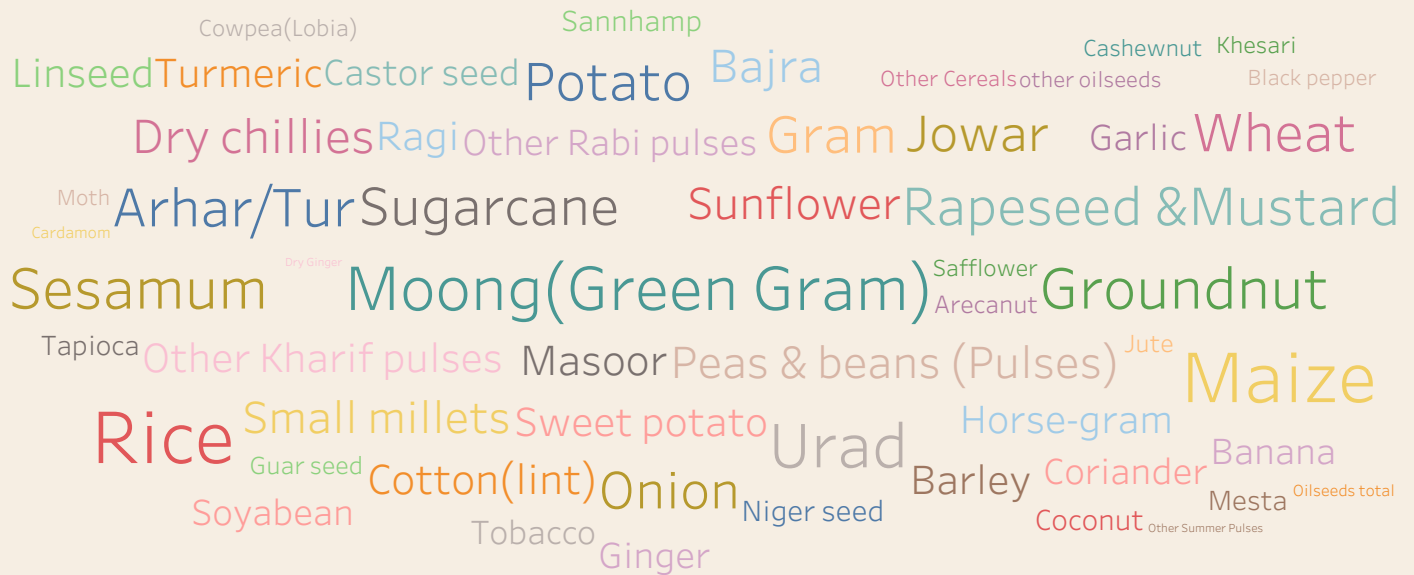 Cowpea(Lobia)
Sannhamp
Cashewnut
Khesari
Linseed
Turmeric
Castor seed
Potato
Bajra
Other Cereals
other oilseeds
Black pepper
Dry chillies
Ragi
Other Rabi pulses
Gram
Jowar
Garlic
Wheat
Moth
Cardamom
Arhar/Tur
Sugarcane
Sunflower
Rapeseed &Mustard
Sesamum
Dry Ginger
Moong(Green Gram)
Safflower
Arecanut
Groundnut
Tapioca
Other Kharif pulses
Masoor
Peas & beans (Pulses)
Jute
Maize
Rice
Small millets
Sweet potato
Urad
Horse-gram
Banana
Guar seed
Cotton(lint)
Onion
Barley
Coriander
Mesta
Oilseeds total
Soyabean
Tobacco
Niger seed
Coconut
Other Summer Pulses
Ginger